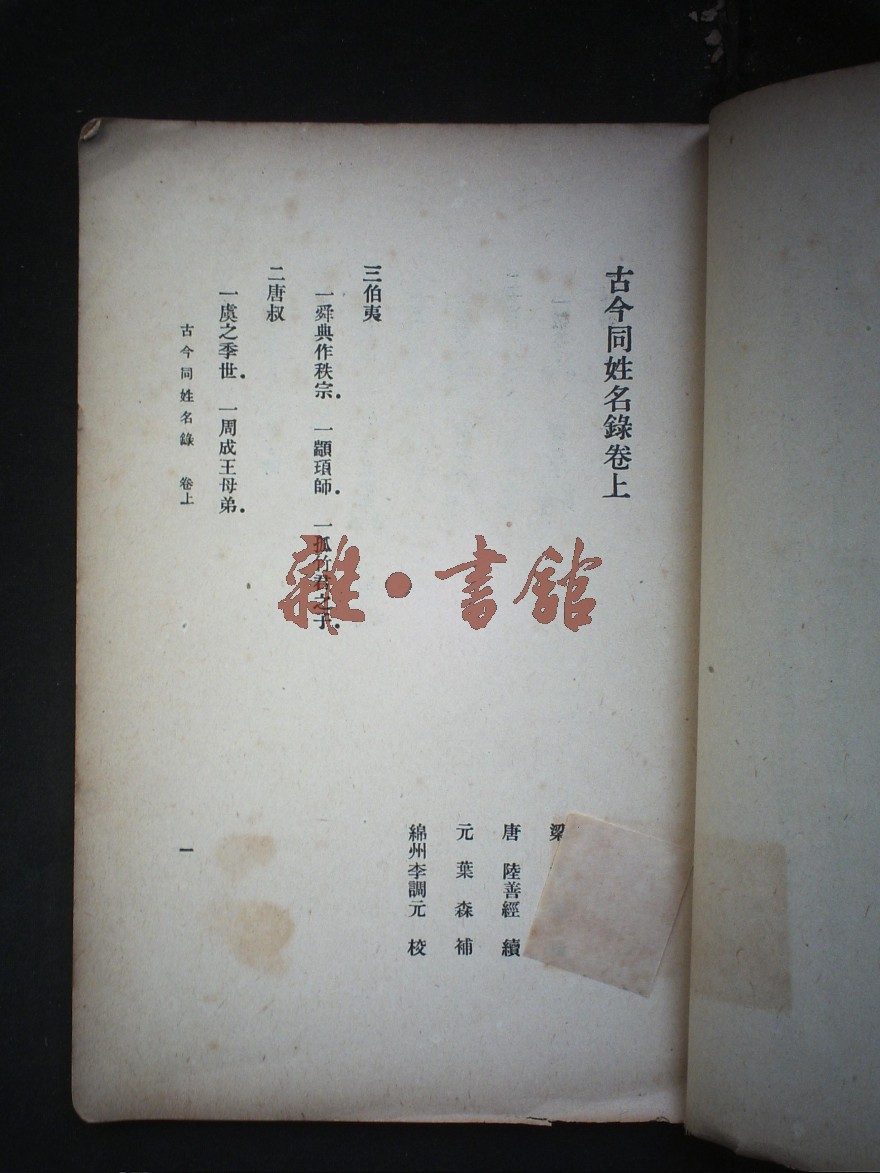 古今同姓名錄卷上
梁
唐 陸善經 續
元 葉森 補
綿州李調元 校
三伯夷
一舜典作秩宗． 一顓頊師． 一孤竹君之子．
二唐叔
一虞之季世． 一周成王母弟．
古今同姓名錄 卷上
一
雜·書館